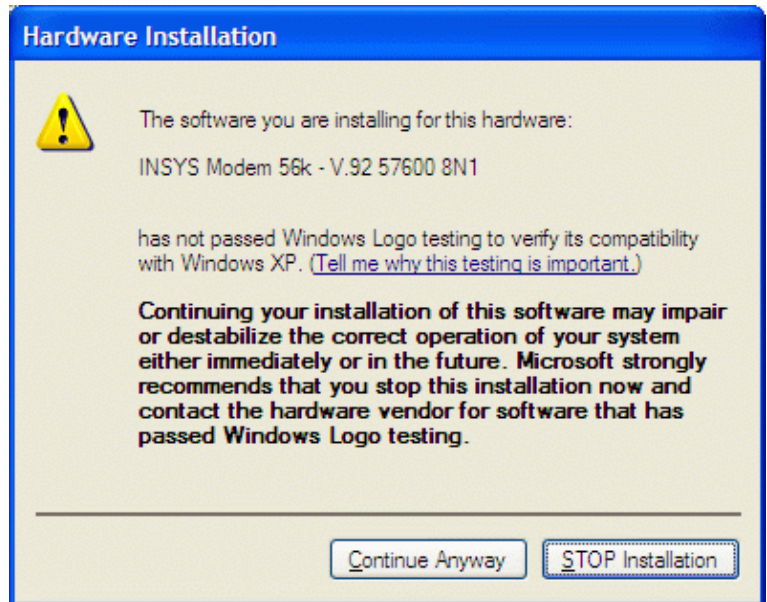 Hardware Installation
The software you are installing for this hardware:
INSYS Modem 56k - V.92 57600 8N1
has not passed Windows Logo testing to verify its compatibility
with Windows XP. (Tell me why this testing is important.)
Continuing your installation of this software may impair
or destabilize the correct operation of your system
either immediately or in the future. Microsoft strongly
recommends that you stop this installation now and
contact the hardware vendor for software that has
passed Windows Logo testing.
Continue Anyway
STOP Installation